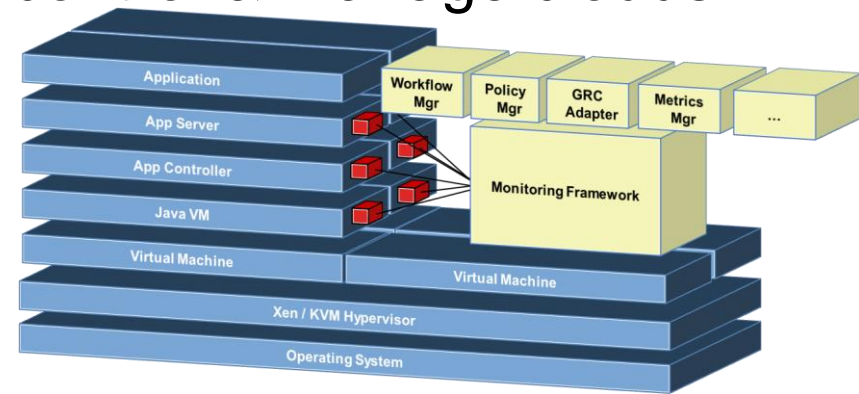 Application
App Server
App Controller
Java VM
Virtual Machine
Virtual Machine
Xen / KVM Hypervisor
Operating System
Workflow
Mgr
Policy
Mgr
GRC
Adapter
Metrics
Mgr
...
Monitoring Framework